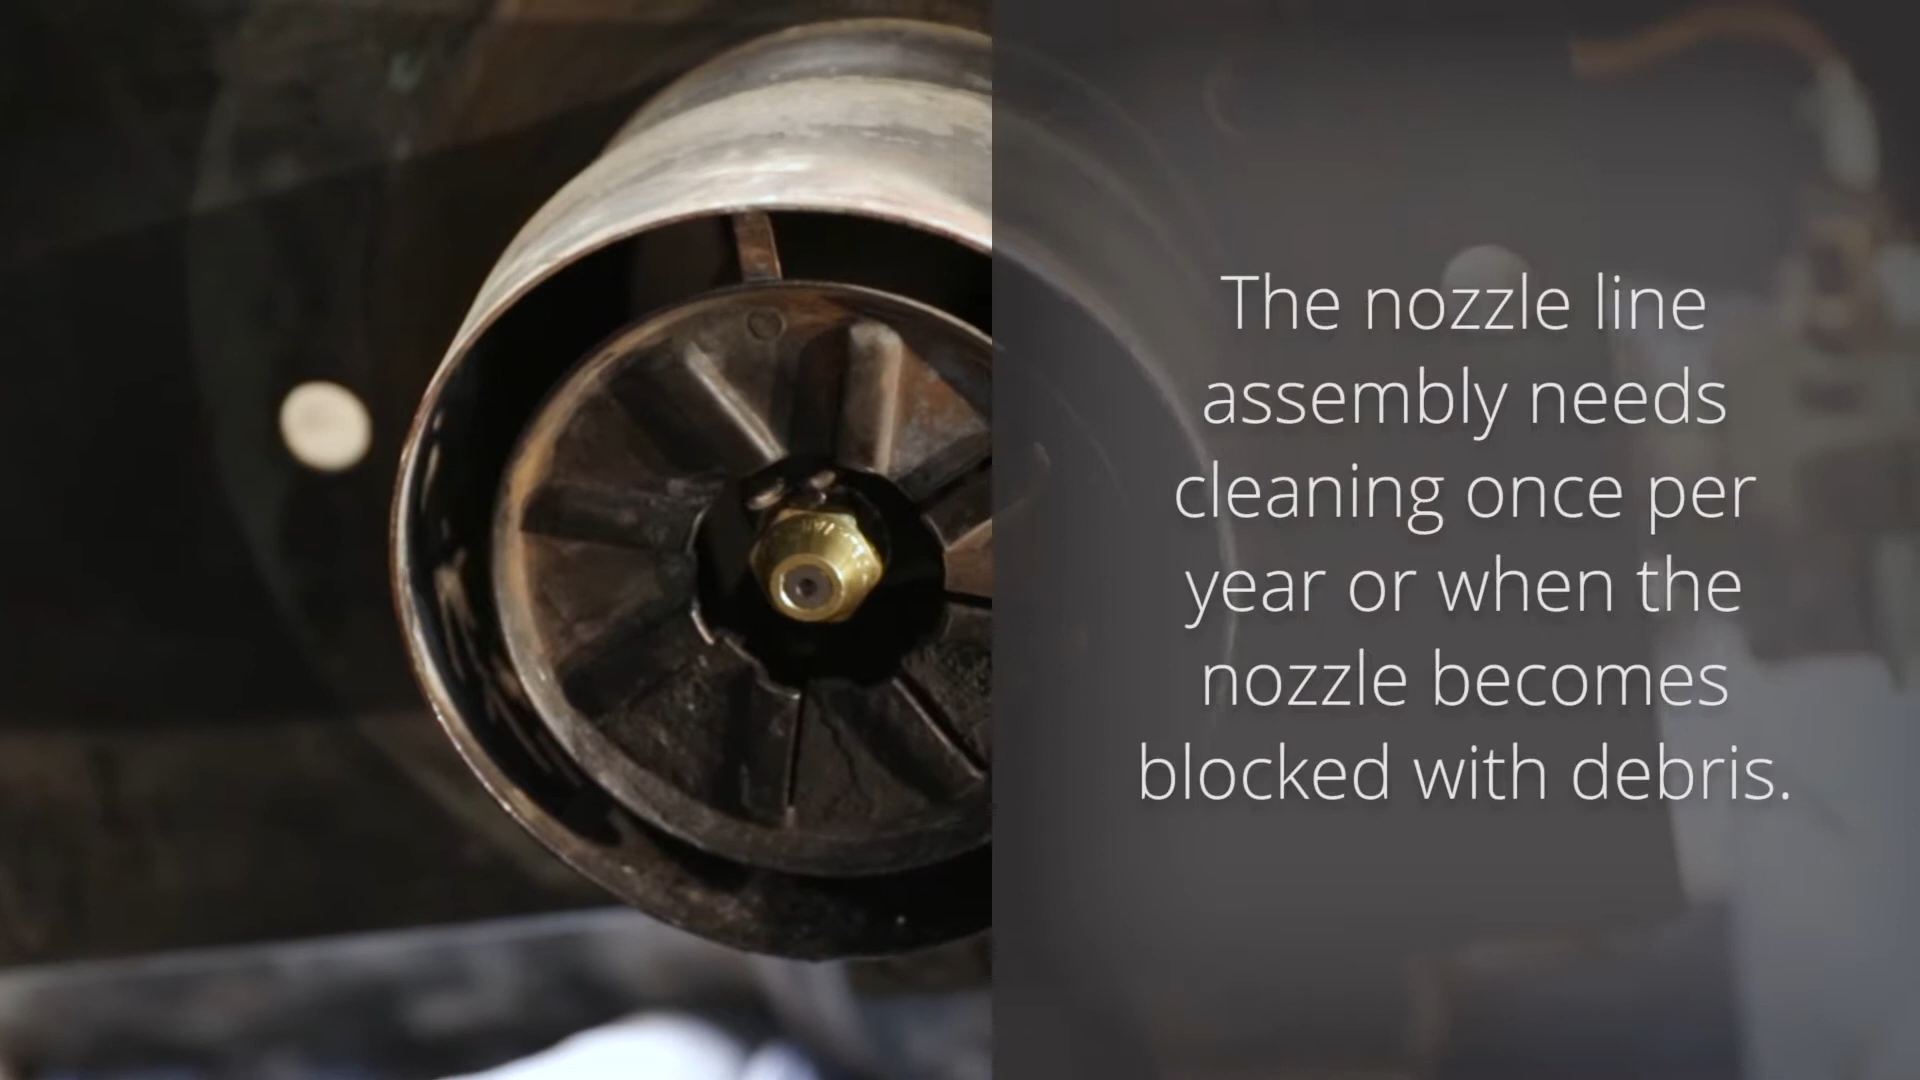 The nozzle line
assembly needs
cleaning once per
year or when the
nozzle becomes
blocked with debris.